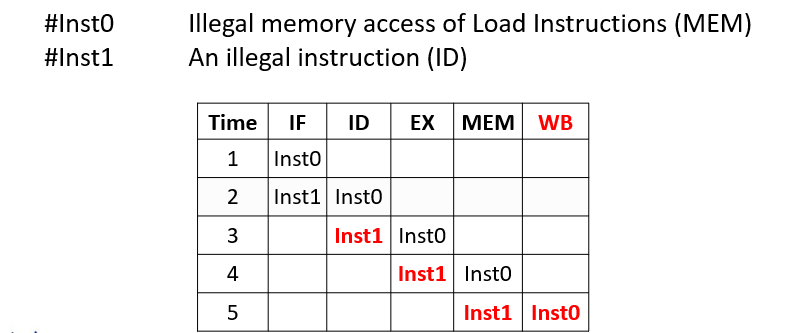 #Inst0 Illegal memory access of Load Instructions (MEM)
#Inst1 An illegal instruction (ID)
Time IF ID EX MEM WB
1 Inst0
2 Inst1 Inst0
3 Inst1 Inst0
4 Inst1 Inst0
5 Inst1 Inst0